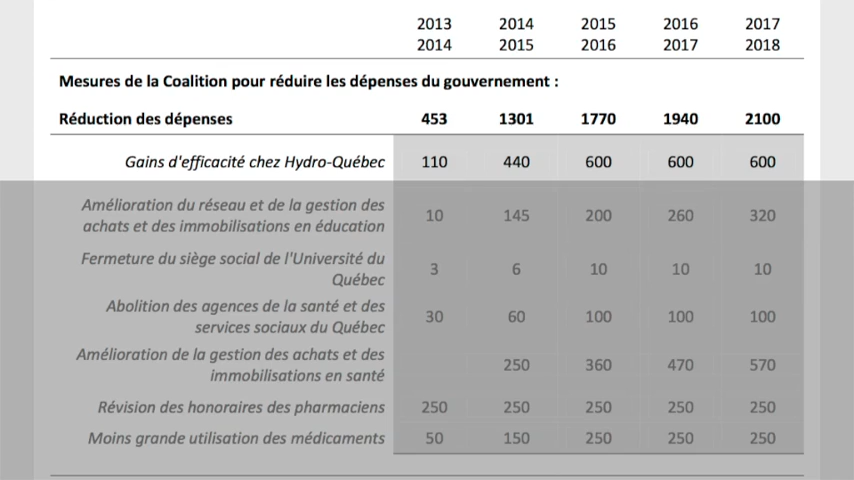 2013 2014 2015 2016 2017
2014 2015 2016 2017 2018
Mesures de la Coalition pour réduire les dépenses du gouvernement :
Réduction des dépenses 453 1301 1770 1940 2100
Gains d'efficacité chez Hydro-Québec 110 440 600 600 600
Amélioration du réseau et de la gestion des
achats et des immobilisations en éducation 10 145 200 260 320
Fermeture du siège social de l'Université du
Québec 3 6 10 10 10
Abolition des agences de la santé et des
services sociaux du Québec 30 60 100 100 100
Amélioration de la gestion des achats et des
immobilisations en santé 250 360 470 570
Révision des honoraires des pharmaciens 250 250 250 250 250
Moins grande utilisation des médicaments 50 150 250 250 250